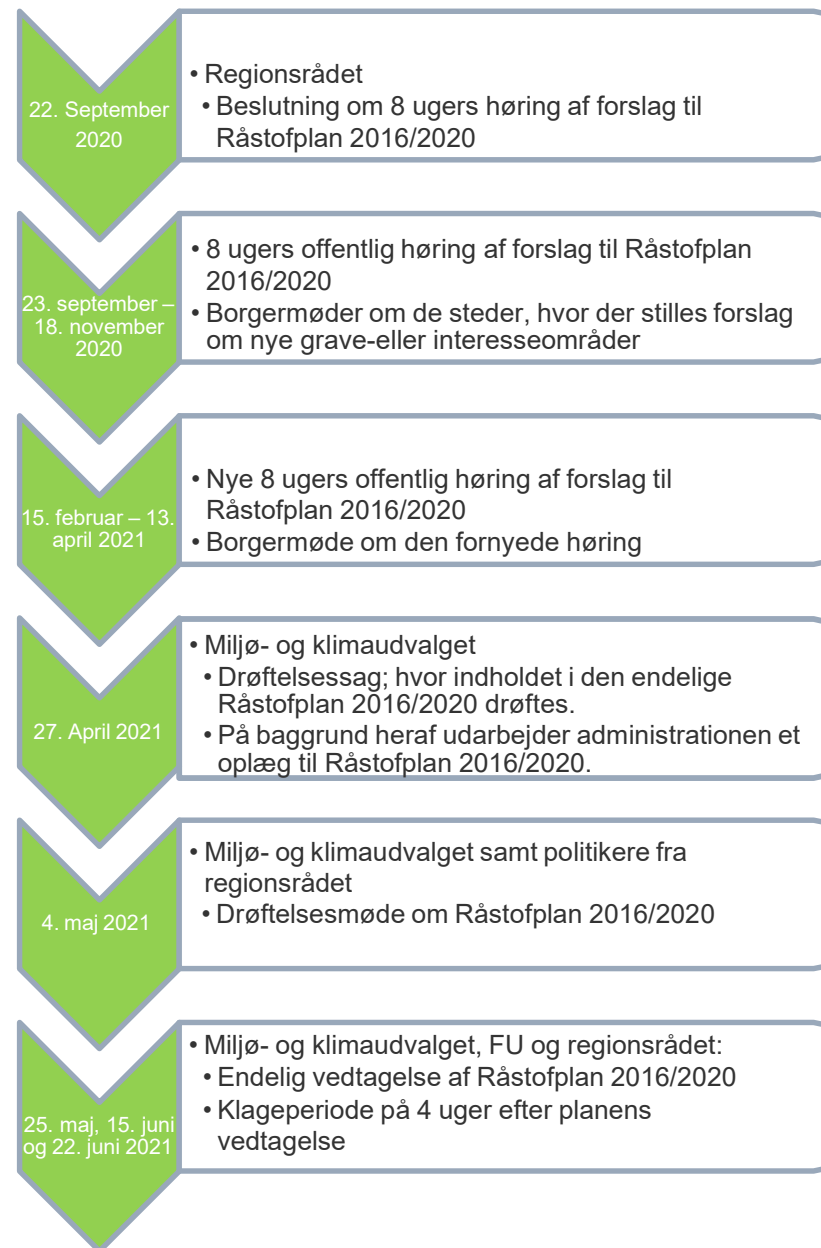 22. September
2020
• Regionsrådet
• Beslutning om 8 ugers høring af forslag til
Råstofplan 2016/2020
23. september –
18. november
2020
• 8 ugers offentlig høring af forslag til Råstofplan
2016/2020
• Borgermøder om de steder, hvor der stilles forslag
om nye grave-eller interesseområder
15. februar – 13.
april 2021
• Nye 8 ugers offentlig høring af forslag til
Råstofplan 2016/2020
• Borgermøde om den fornyede høring
27. April 2021
• Miljø- og klimaudvalget
• Drøftelsessag; hvor indholdet i den endelige
Råstofplan 2016/2020 drøftes.
• På baggrund heraf udarbejder administrationen et
oplæg til Råstofplan 2016/2020.
4. maj 2021
• Miljø- og klimaudvalget samt politikere fra
regionsrådet
• Drøftelsesmøde om Råstofplan 2016/2020
25. maj, 15. juni
og 22. juni 2021
• Miljø- og klimaudvalget, FU og regionsrådet:
• Endelig vedtagelse af Råstofplan 2016/2020
• Klageperiode på 4 uger efter planens
vedtagelse